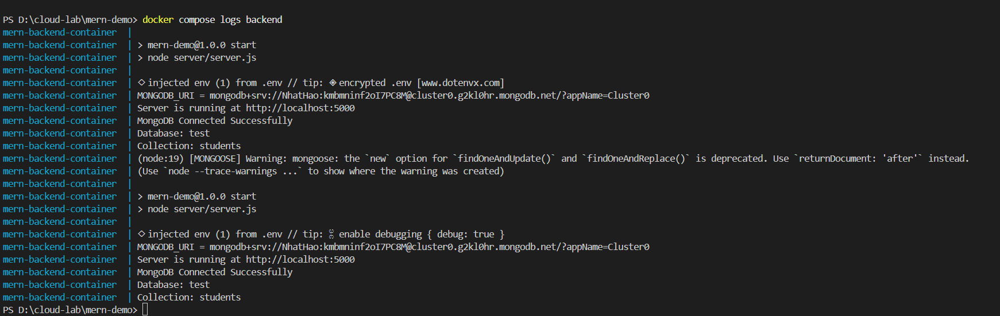 PS D:\cloud-lab\mern-demo> docker compose logs backend
mern-backend-container  |
mern-backend-container  | > mern-demo@1.0.0 start
mern-backend-container  | > node server/server.js
mern-backend-container  |
mern-backend-container  | ◇ injected env (1) from .env // tip: ◈ encrypted .env [www.dotenvx.com]
mern-backend-container  | MONGODB_URI = mongodb+srv://NhatHao:kmbmninf2oI7PC8M@cluster0.g2kl0hr.mongodb.net/?appName=Cluster0
mern-backend-container  | Server is running at http://localhost:5000
mern-backend-container  | MongoDB Connected Successfully
mern-backend-container  | Database: test
mern-backend-container  | Collection: students
mern-backend-container  | (node:19) [MONGOOSE] Warning: mongoose: the `new` option for `findOneAndUpdate()` and `findOneAndReplace()` is deprecated. Use `returnDocument: 'after'` instead.
mern-backend-container  | (Use `node --trace-warnings ...` to show where the warning was created)
mern-backend-container  |
mern-backend-container  | > mern-demo@1.0.0 start
mern-backend-container  | > node server/server.js
mern-backend-container  |
mern-backend-container  | ◇ injected env (1) from .env // tip: ⌘ enable debugging { debug: true }
mern-backend-container  | MONGODB_URI = mongodb+srv://NhatHao:kmbmninf2oI7PC8M@cluster0.g2kl0hr.mongodb.net/?appName=Cluster0
mern-backend-container  | Server is running at http://localhost:5000
mern-backend-container  | MongoDB Connected Successfully
mern-backend-container  | Database: test
mern-backend-container  | Collection: students
PS D:\cloud-lab\mern-demo>